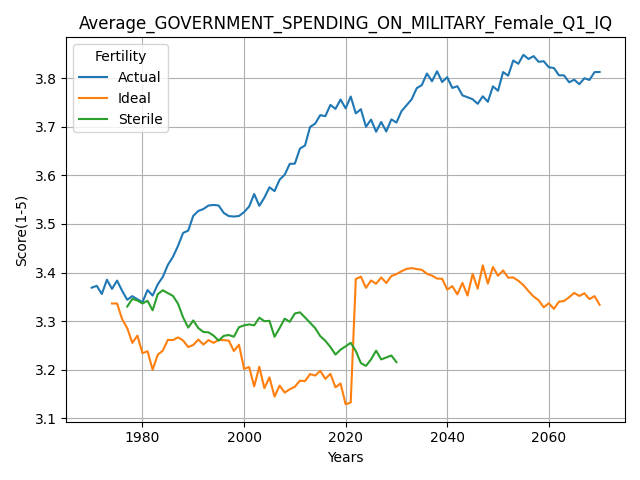 Average_GOVERNMENT_SPENDING_ON_MILITARY_Female_Q1_IQ
Fertility
Actual
Ideal
Sterile
Score(1-5)
3.8
3.7
3.6
3.5
3.4
3.3
3.2
3.1
1980 2000 2020 2040 2060
Years